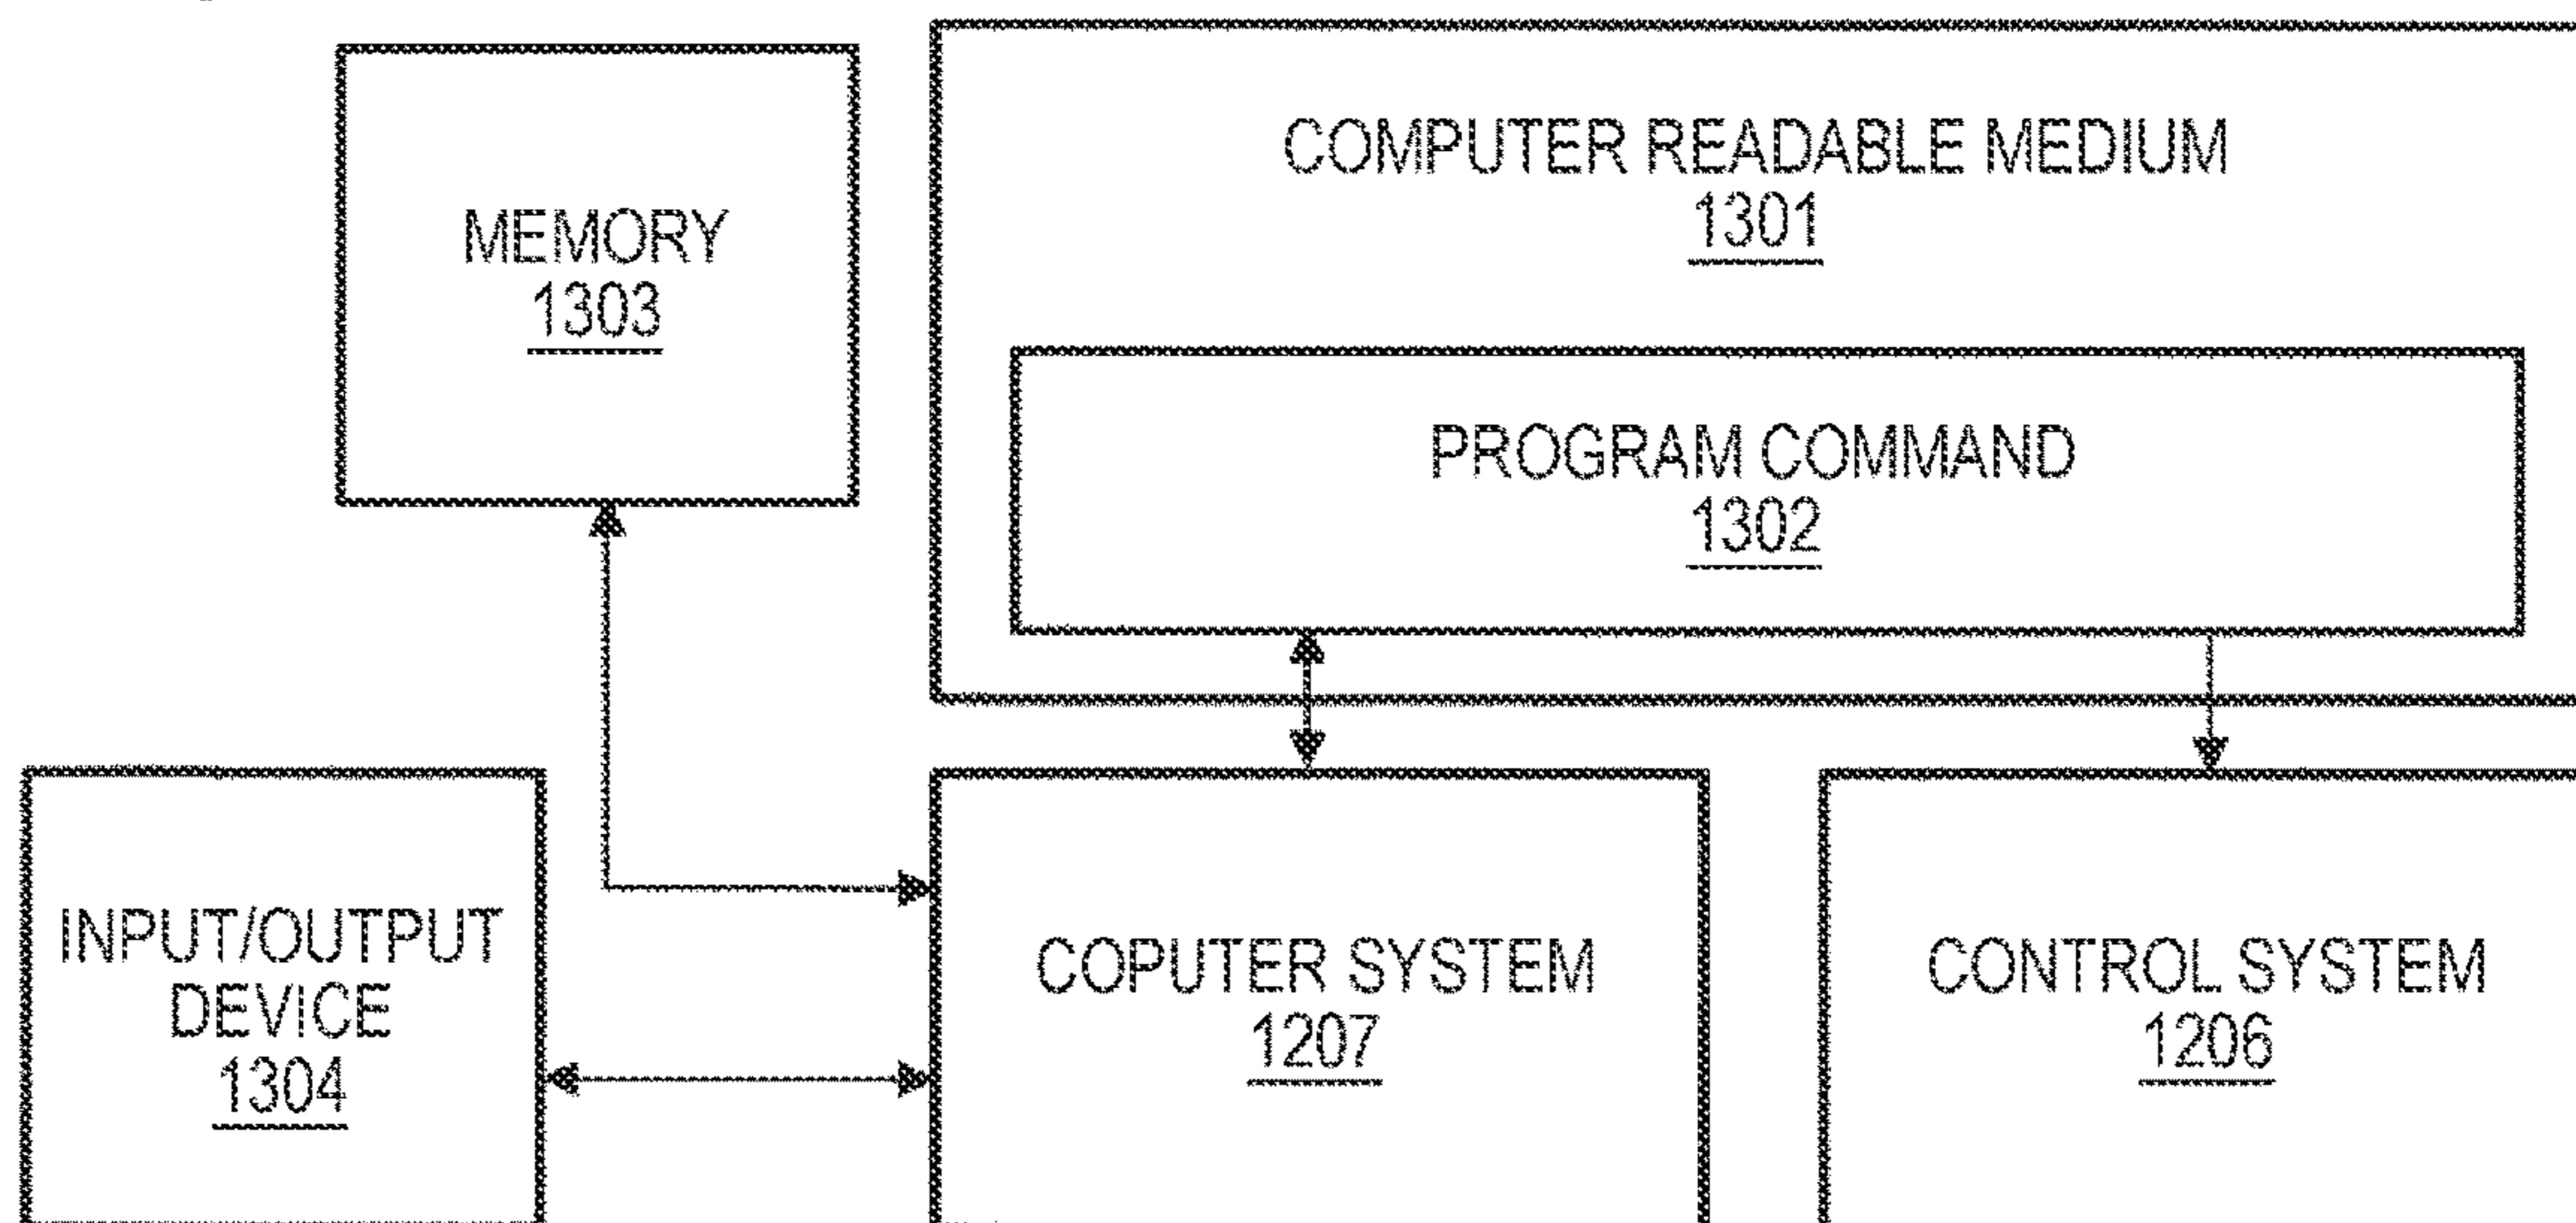 MEMORY
1303
COMPUTER READABLE MEDIUM
1301
PROGRAM COMMAND
1302
INPUT/OUTPUT
DEVICE
1304
COPUTER SYSTEM
1207
CONTROL SYSTEM
1206